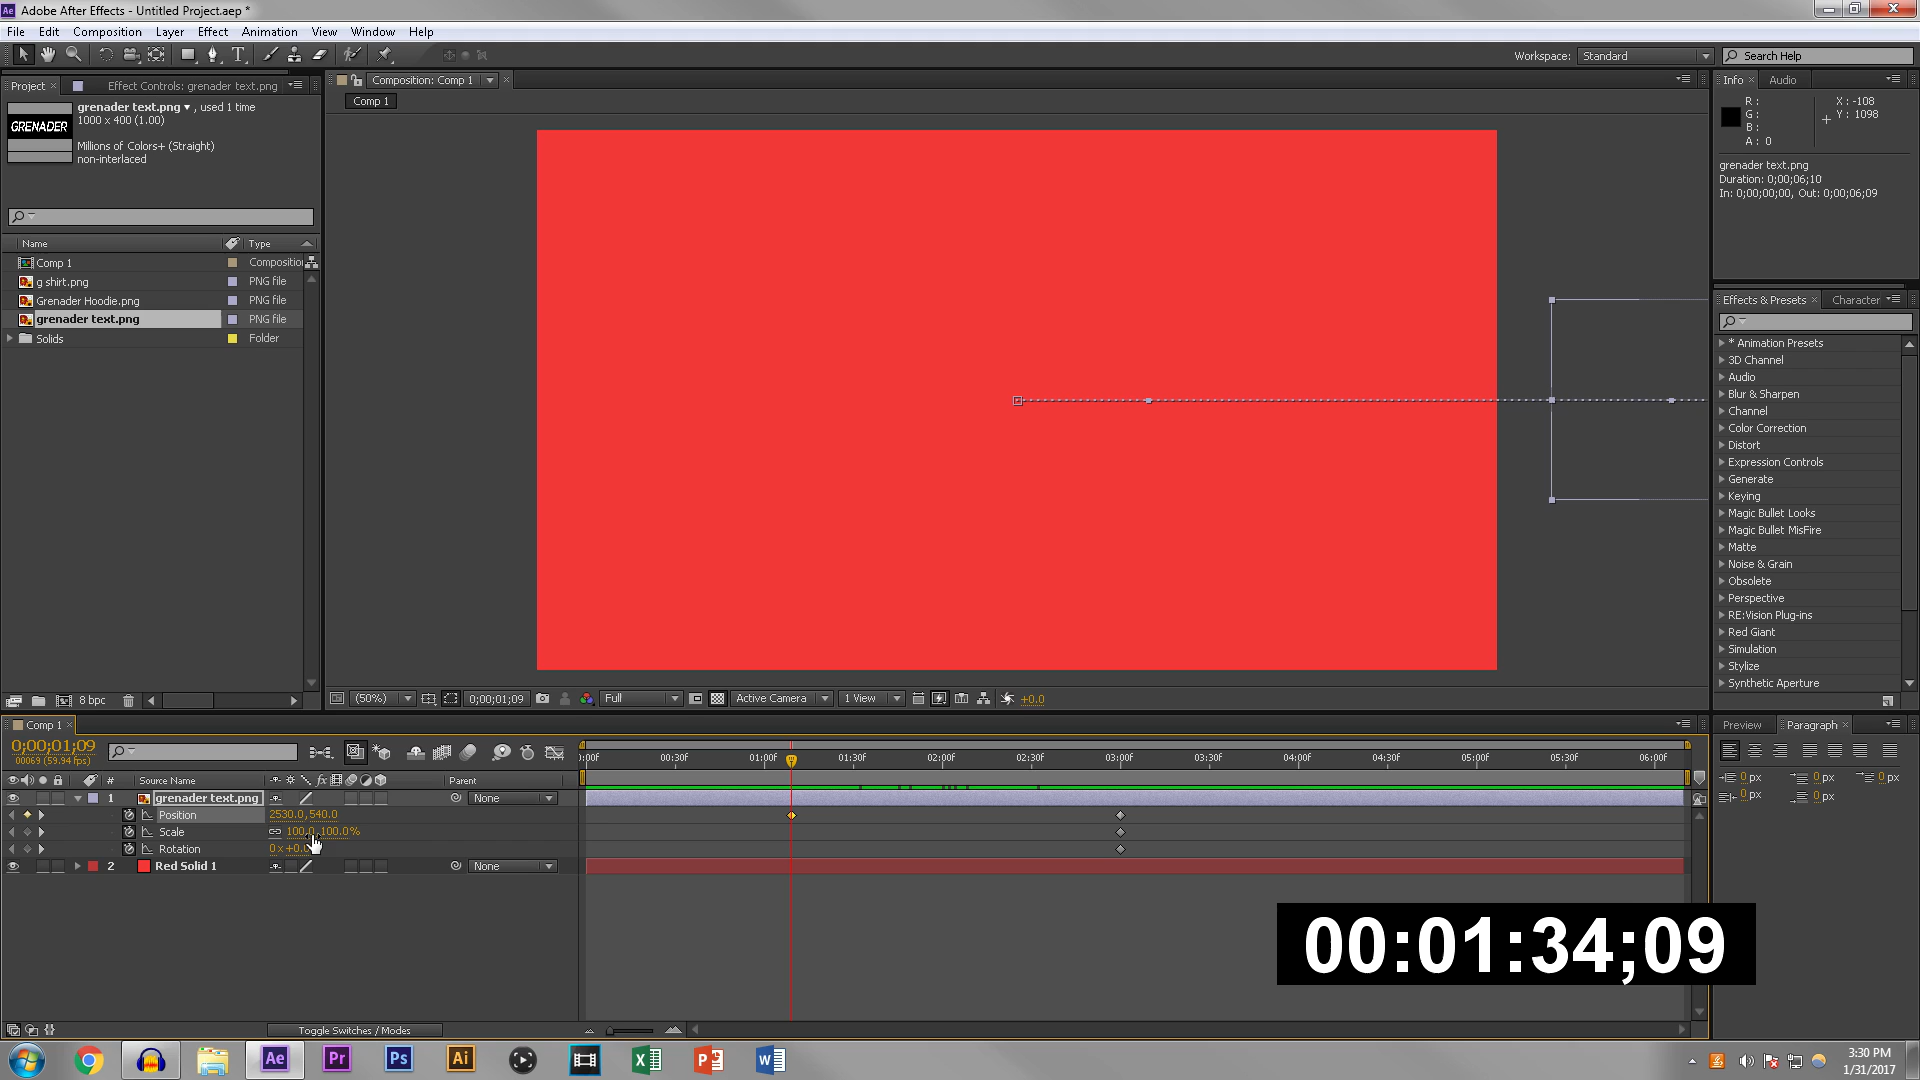 Ae Adobe After Effects - Untitled Project.aep *
File Edit Composition Layer Effect Animation View Window Help
Workspace: Standard Search Help
Project × Effect Controls: grenader text.png
GRENADER
grenader text.png ▾ , used 1 time
1000 x 400 (1.00)
Millions of Colors+ (Straight)
non-interlaced
Name Type
Comp 1 Compositio
g shirt.png PNG file
Grenader Hoodie.png PNG file
grenader text.png PNG file
Solids Folder
8 bpc
Composition: Comp 1 ×
Comp 1
(50%) 0;00;01;09 Full Active Camera 1 View +0.0
Info × Audio
R :
G :
B :
A : 0
X : -108
Y : 1098
grenader text.png
Duration: 0;00;06;10
In: 0;00;00;00, Out: 0;00;06;09
Effects & Presets × Character
* Animation Presets
3D Channel
Audio
Blur & Sharpen
Channel
Color Correction
Distort
Expression Controls
Generate
Keying
Magic Bullet Looks
Magic Bullet MisFire
Matte
Noise & Grain
Obsolete
Perspective
RE:Vision Plug-ins
Red Giant
Simulation
Stylize
Synthetic Aperture
Comp 1 ×
0;00;01;09
00069 (59.94 fps)
# Source Name fx Parent
:00f 00:30f 01:00f 01:30f 02:00f 02:30f 03:00f 03:30f 04:00f 04:30f 05:00f 05:30f 06:00f
1 grenader text.png None
Position 2530.0, 540.0
Scale 100.0, 100.0%
Rotation 0 x +0.0
2 Red Solid 1 None
Toggle Switches / Modes
Preview Paragraph ×
0 px 0 px 0 px
0 px 0 px
00:01:34;09
Ae Pr Ps Ai
3:30 PM
1/31/2017